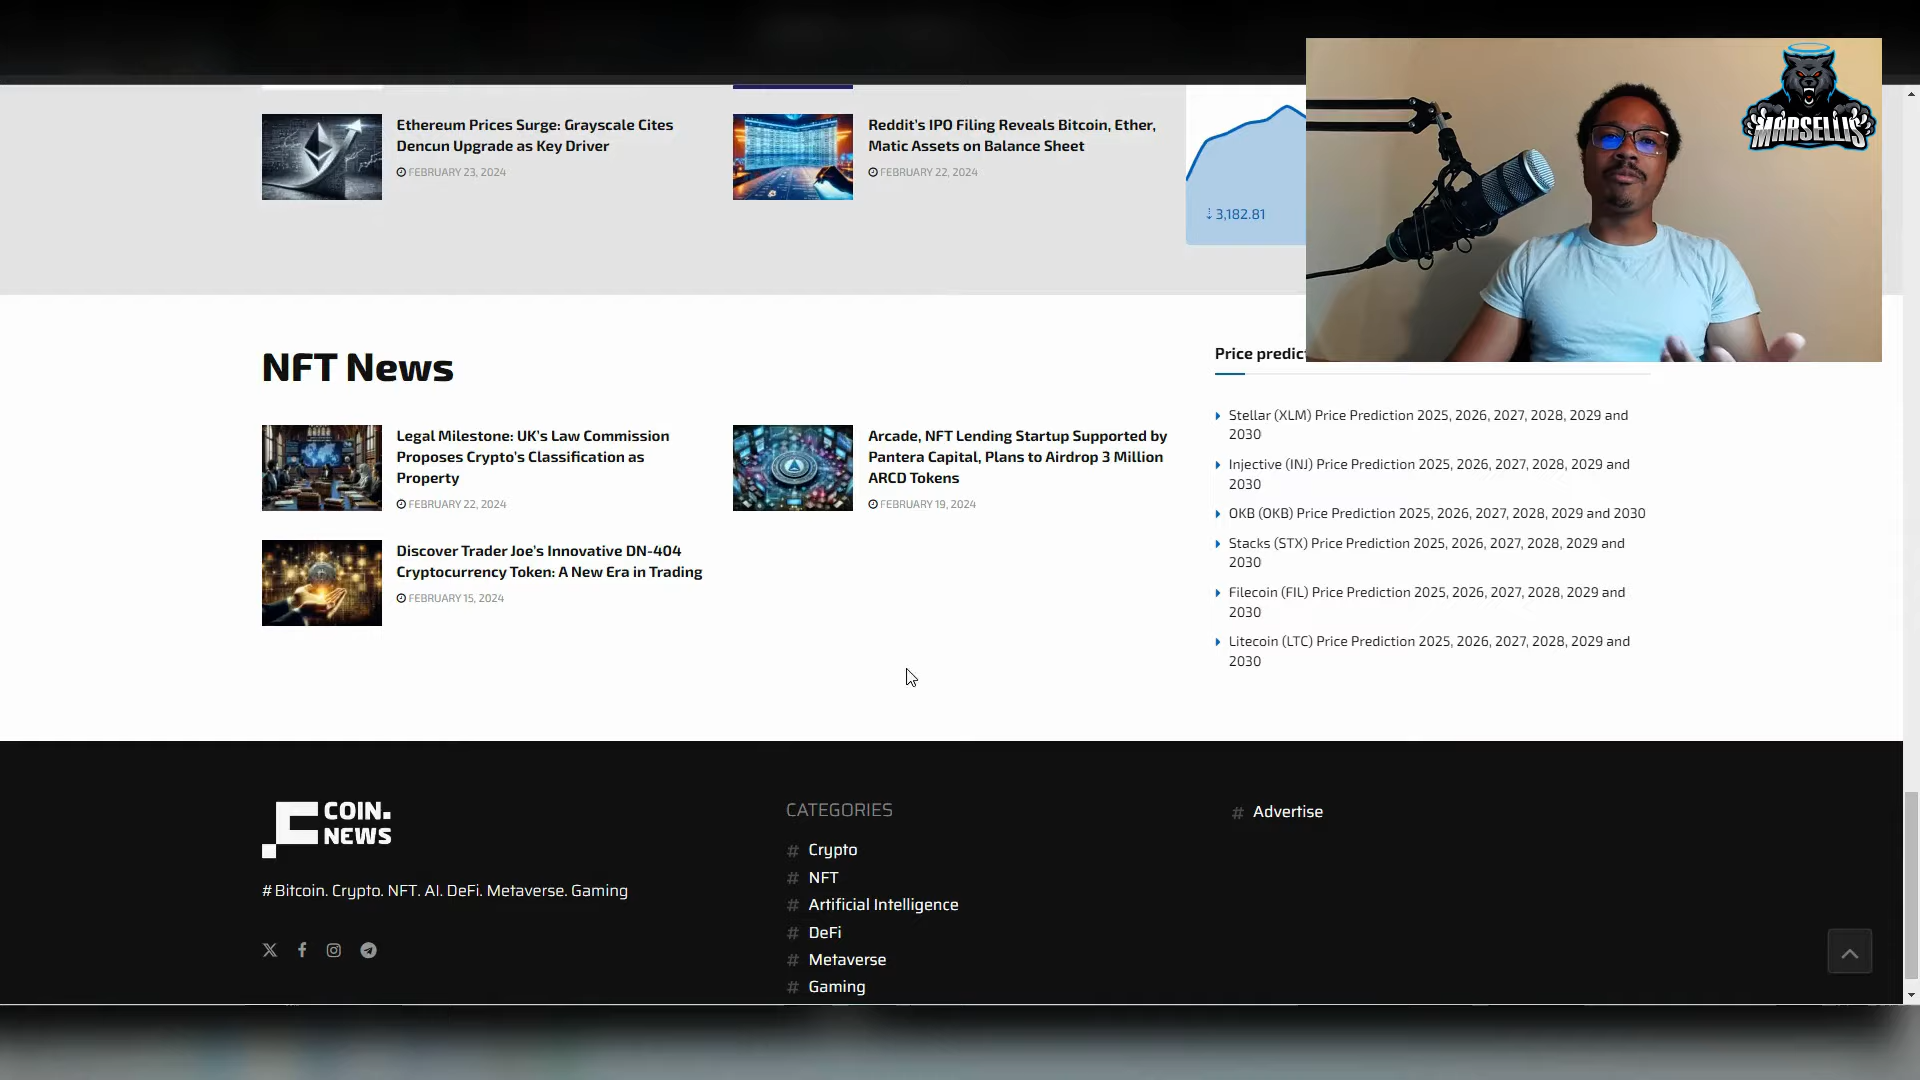 Ethereum Prices Surge: Grayscale Cites
Dencun Upgrade as Key Driver
FEBRUARY 23, 2024
Reddit's IPO Filing Reveals Bitcoin, Ether,
Matic Assets on Balance Sheet
FEBRUARY 22, 2024
3,182.81
MARSELLIS
NFT News
Legal Milestone: UK's Law Commission
Proposes Crypto's Classification as
Property
FEBRUARY 22, 2024
Arcade, NFT Lending Startup Supported by
Pantera Capital, Plans to Airdrop 3 Million
ARCD Tokens
FEBRUARY 19, 2024
Discover Trader Joe's Innovative DN-404
Cryptocurrency Token: A New Era in Trading
FEBRUARY 15, 2024
Price predic
Stellar (XLM) Price Prediction 2025, 2026, 2027, 2028, 2029 and
2030
Injective (INJ) Price Prediction 2025, 2026, 2027, 2028, 2029 and
2030
OKB (OKB) Price Prediction 2025, 2026, 2027, 2028, 2029 and 2030
Stacks (STX) Price Prediction 2025, 2026, 2027, 2028, 2029 and
2030
Filecoin (FIL) Price Prediction 2025, 2026, 2027, 2028, 2029 and
2030
Litecoin (LTC) Price Prediction 2025, 2026, 2027, 2028, 2029 and
2030
COIN.
NEWS
# Bitcoin. Crypto. NFT. AI. DeFi. Metaverse. Gaming
CATEGORIES
# Crypto
# NFT
# Artificial Intelligence
# DeFi
# Metaverse
# Gaming
# Advertise